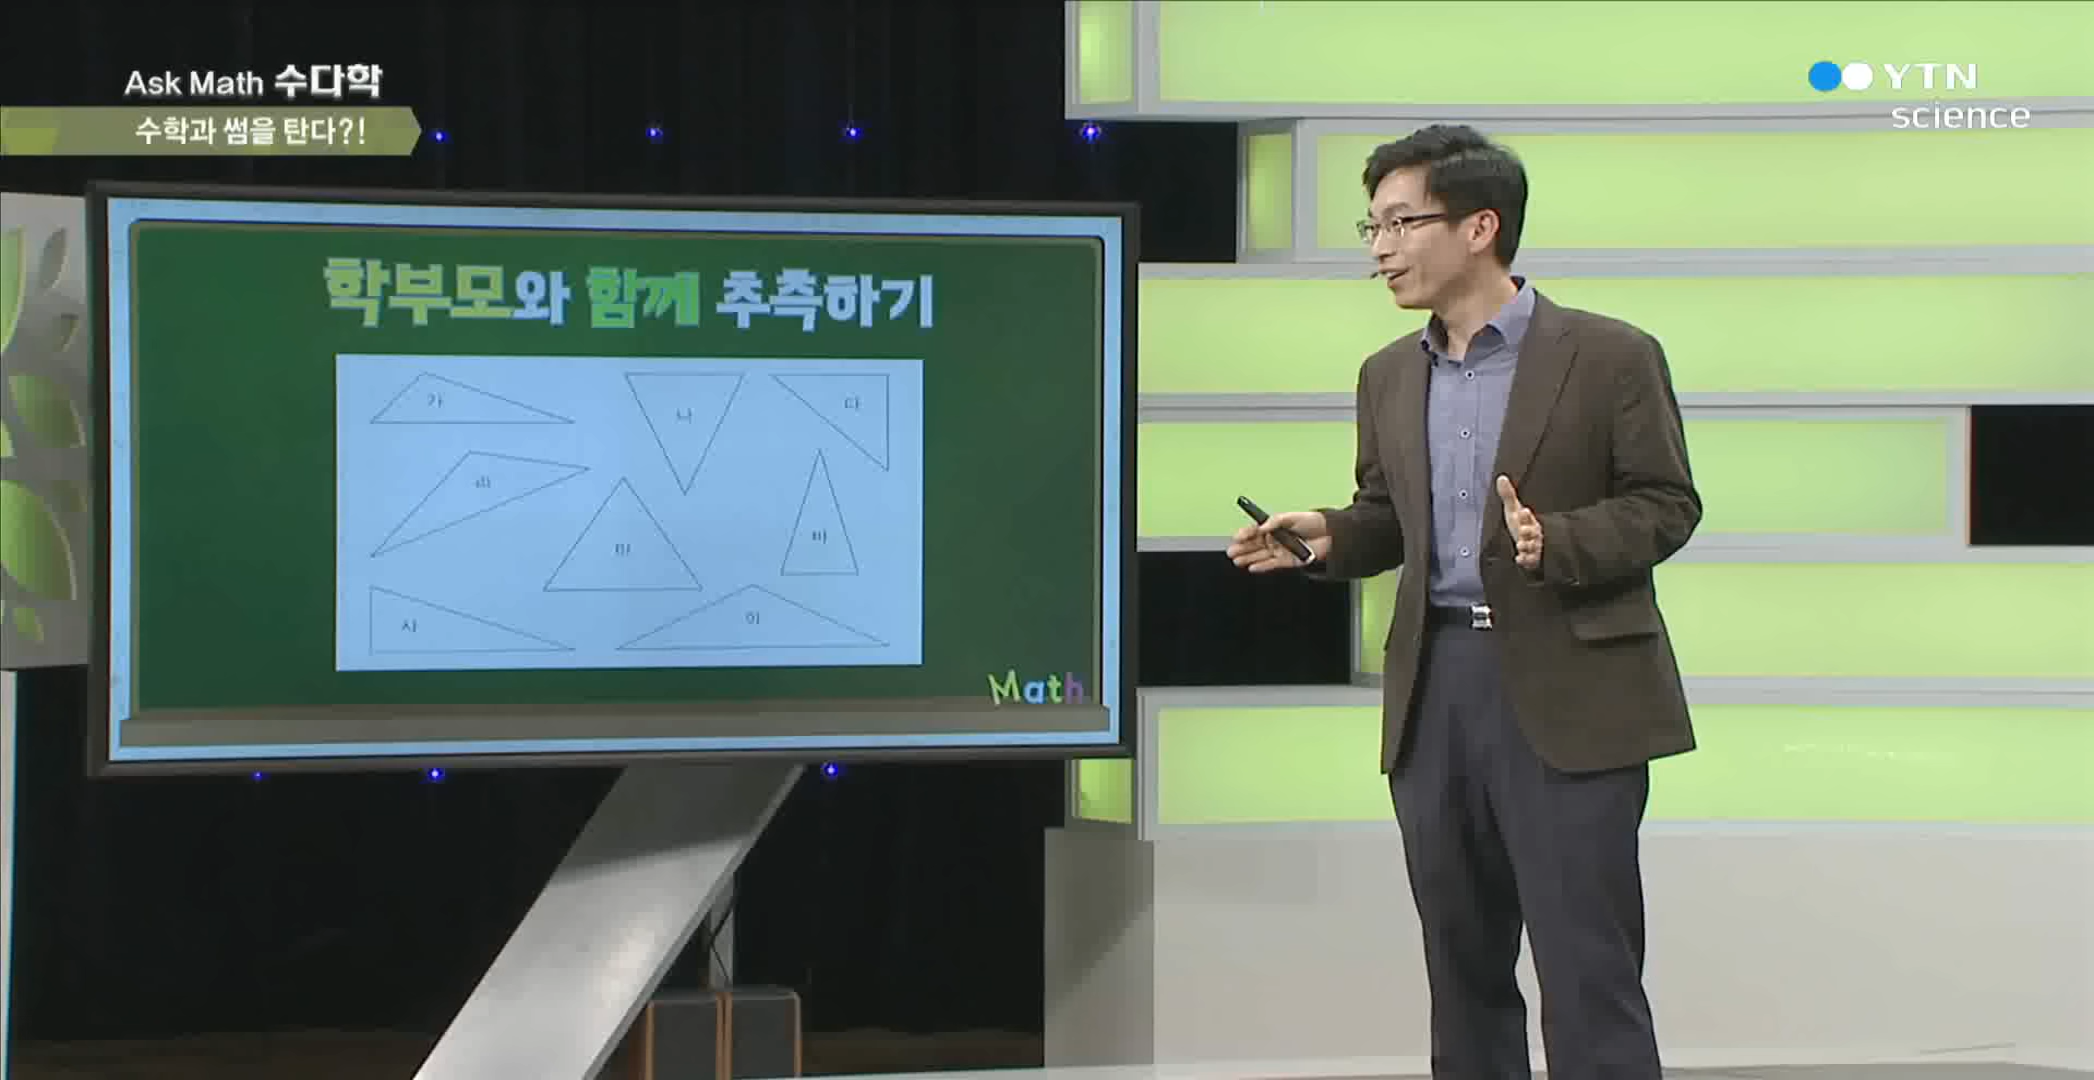 Ask Math 수다학
수학과 썸을 탄다?!
YTN
science
학부모와 함께 추측하기
가
나
다
라
마
바
사
아
Math